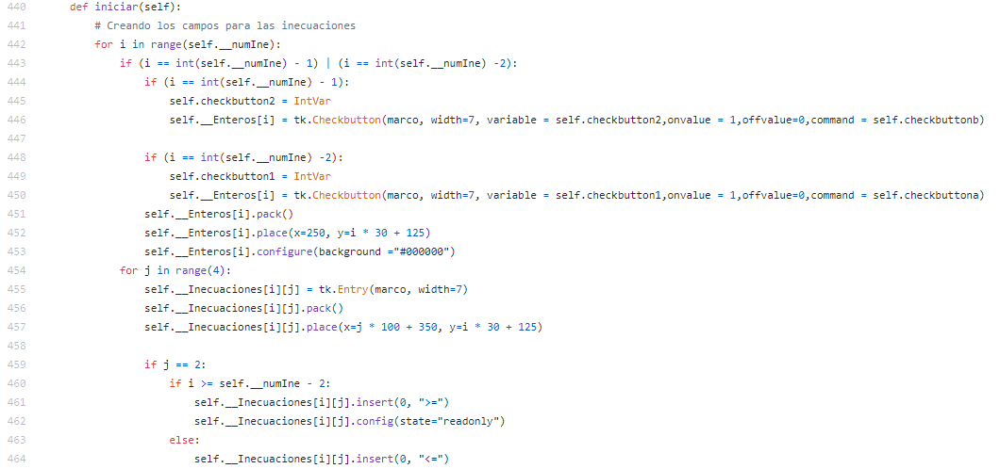 440 def iniciar(self):
441 # Creando los campos para las inecuaciones
442 for i in range(self.__numIne):
443 if (i == int(self.__numIne) - 1) | (i == int(self.__numIne) -2):
444 if (i == int(self.__numIne) - 1):
445 self.checkbutton2 = IntVar
446 self.__Enteros[i] = tk.Checkbutton(marco, width=7, variable = self.checkbutton2,onvalue = 1,offvalue=0,command = self.checkbuttonb)
447
448 if (i == int(self.__numIne) -2):
449 self.checkbutton1 = IntVar
450 self.__Enteros[i] = tk.Checkbutton(marco, width=7, variable = self.checkbutton1,onvalue = 1,offvalue=0,command = self.checkbuttona)
451 self.__Enteros[i].pack()
452 self.__Enteros[i].place(x=250, y=i * 30 + 125)
453 self.__Enteros[i].configure(background ="#000000")
454 for j in range(4):
455 self.__Inecuaciones[i][j] = tk.Entry(marco, width=7)
456 self.__Inecuaciones[i][j].pack()
457 self.__Inecuaciones[i][j].place(x=j * 100 + 350, y=i * 30 + 125)
458
459 if j == 2:
460 if i >= self.__numIne - 2:
461 self.__Inecuaciones[i][j].insert(0, ">=")
462 self.__Inecuaciones[i][j].config(state="readonly")
463 else:
464 self.__Inecuaciones[i][j].insert(0, "<=")